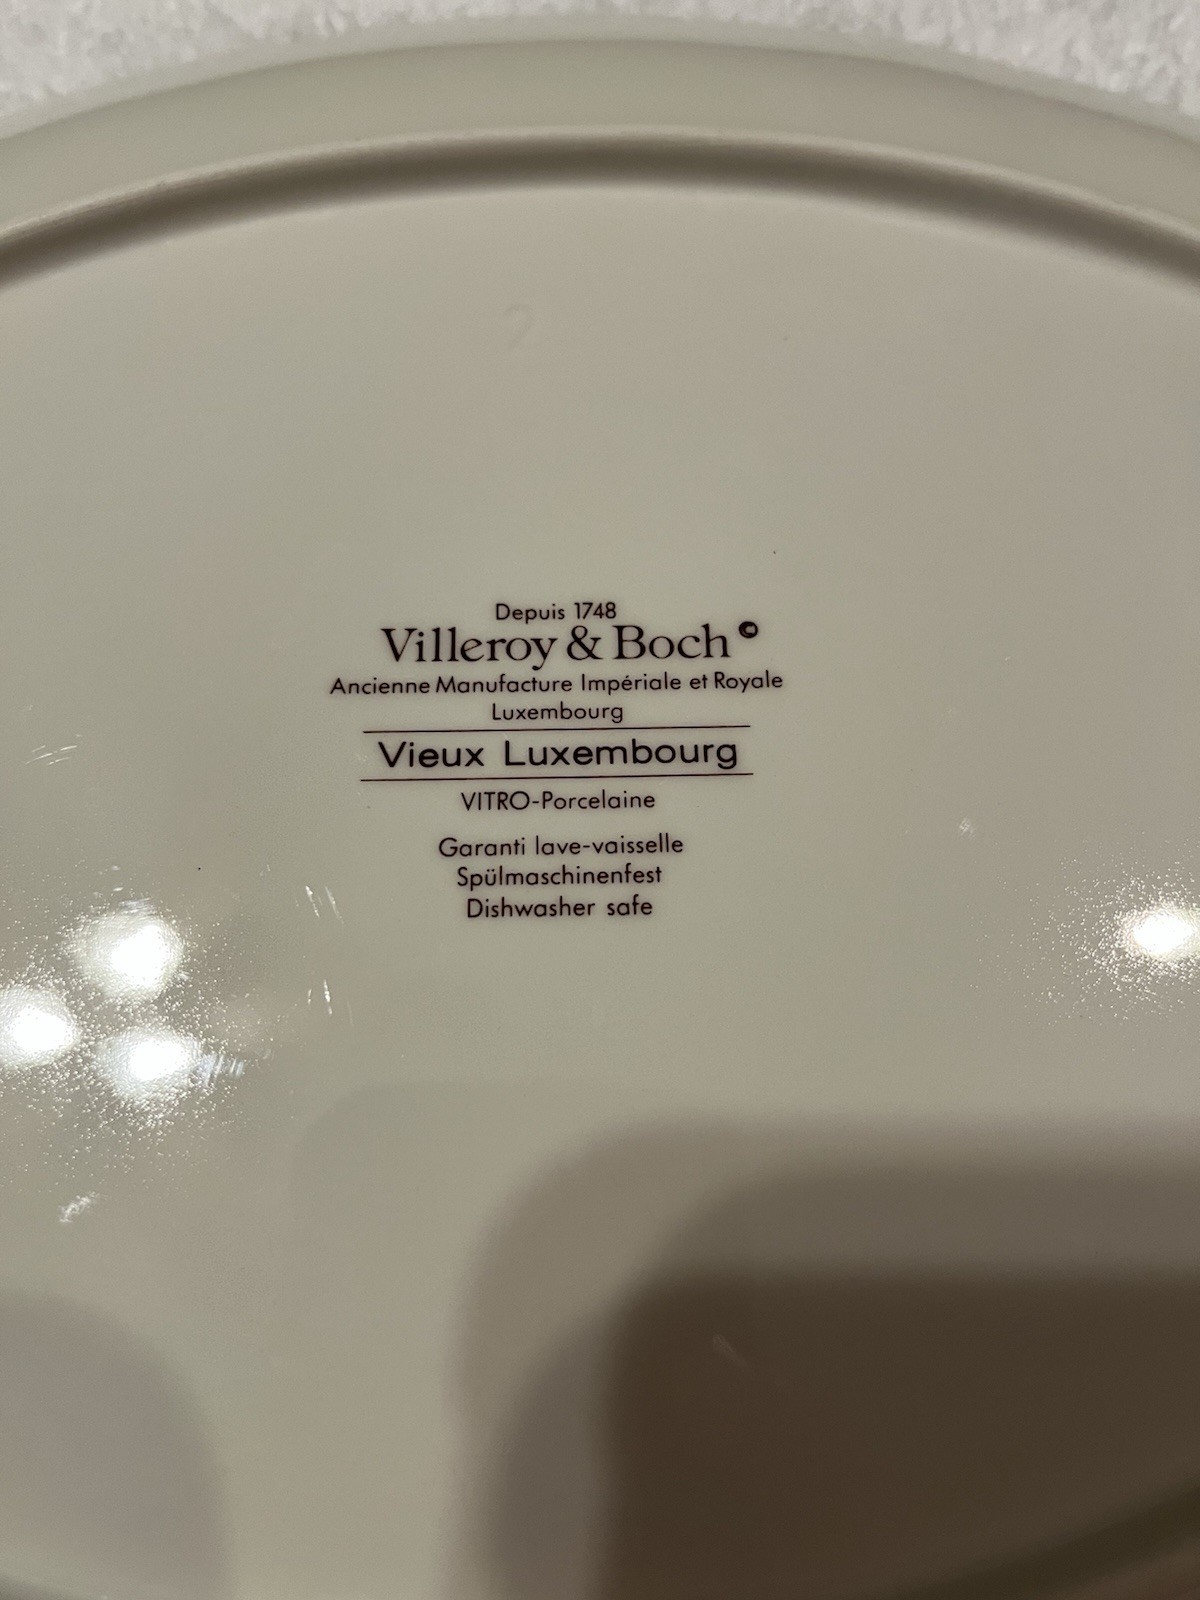 2
Depuis 1748
Villeroy & Boch©
Ancienne Manufacture Impériale et Royale
Luxembourg
Vieux Luxembourg
VITRO-Porcelaine
Garanti lave-vaisselle
Spülmaschinenfest
Dishwasher safe